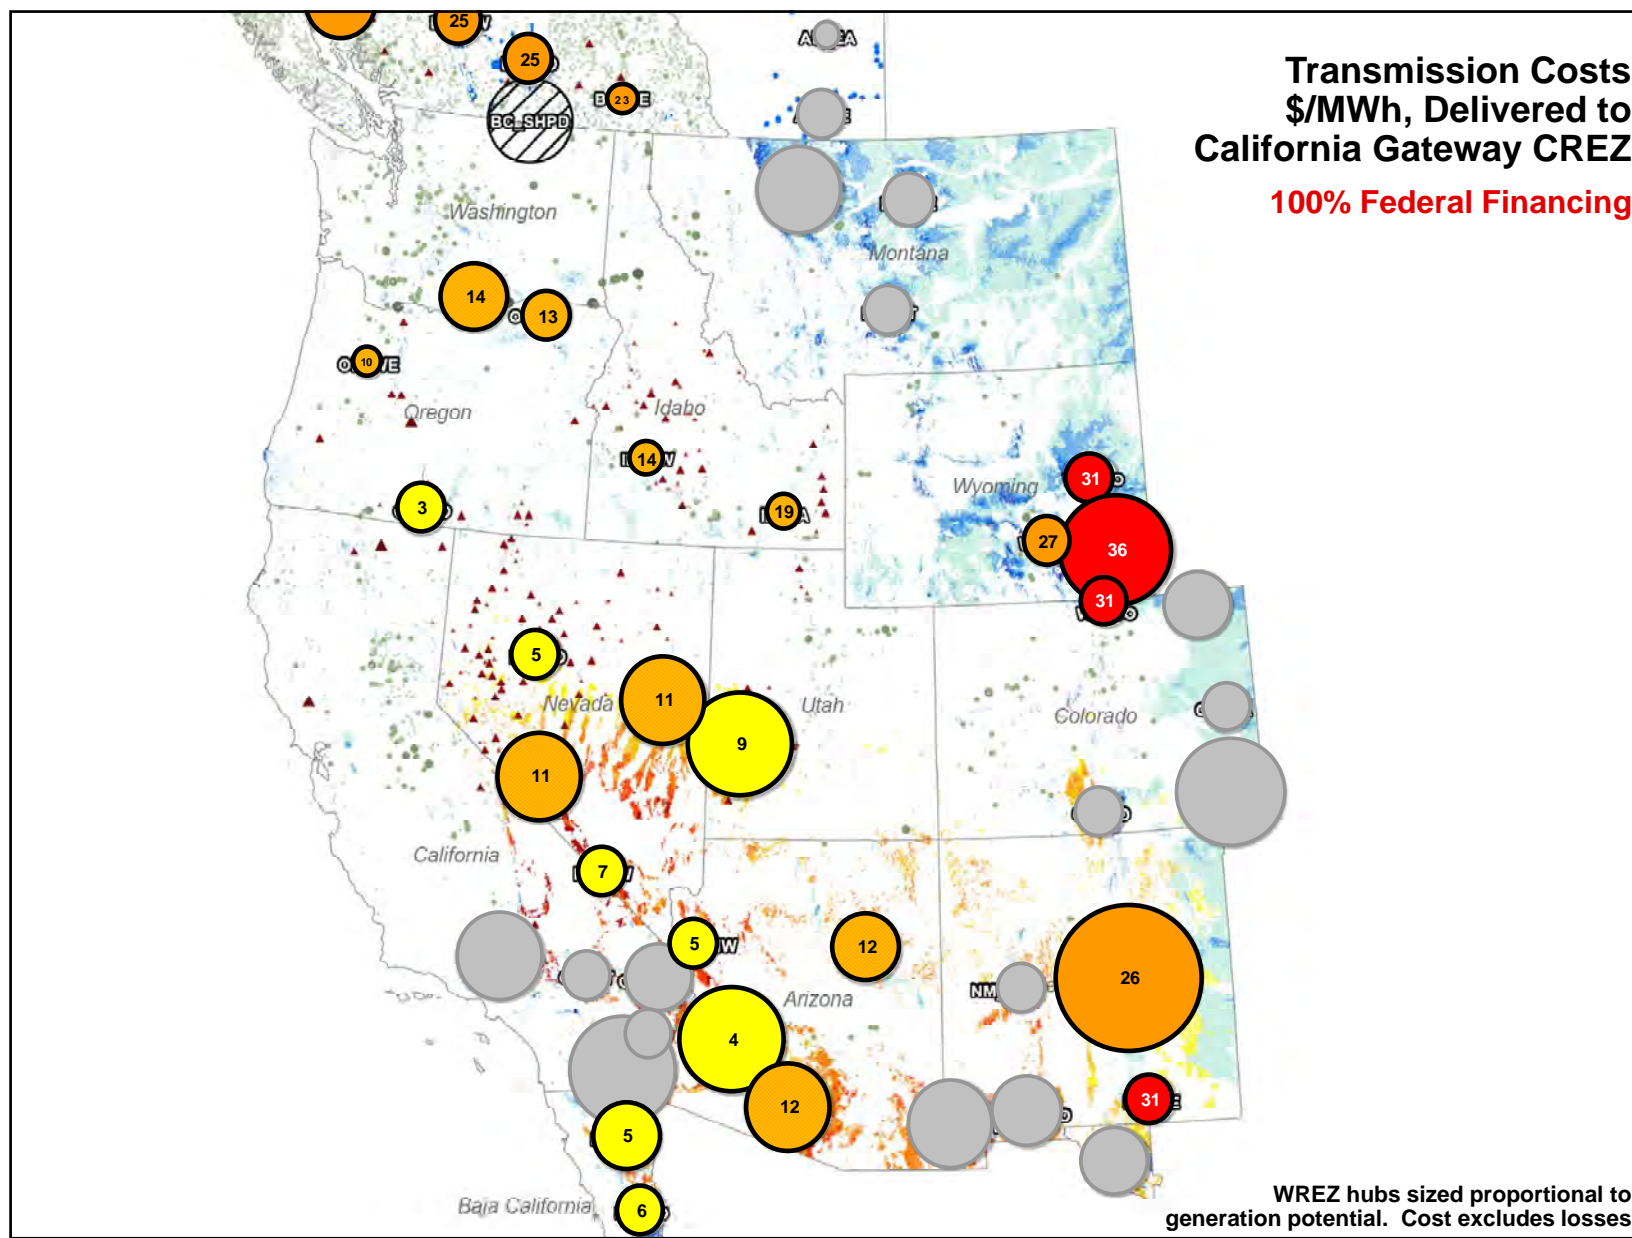 25
25
23
BC_SHPD
Transmission Costs
$/MWh, Delivered to
California Gateway CREZ
100% Federal Financing
Washington
Montana
14
13
10
Oregon
Idaho
14
19
3
Wyoming
31
27
36
31
5
11
Nevada
9
Utah
Colorado
11
California
7
5
12
26
Arizona
4
12
31
5
Baja California
6
WREZ hubs sized proportional to
generation potential. Cost excludes losses